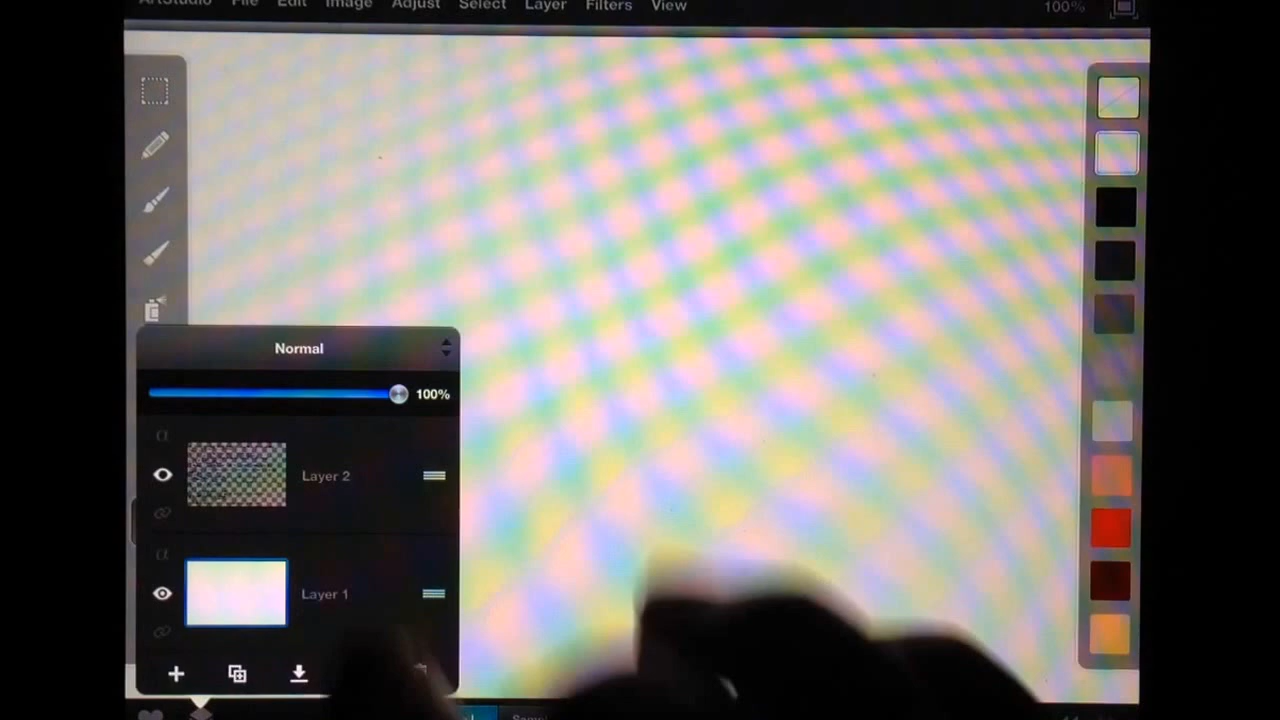 ArtStudio File Edit Image Adjust Select Layer Filters View 100%
Normal
100%
α
Layer 2
α
Layer 1